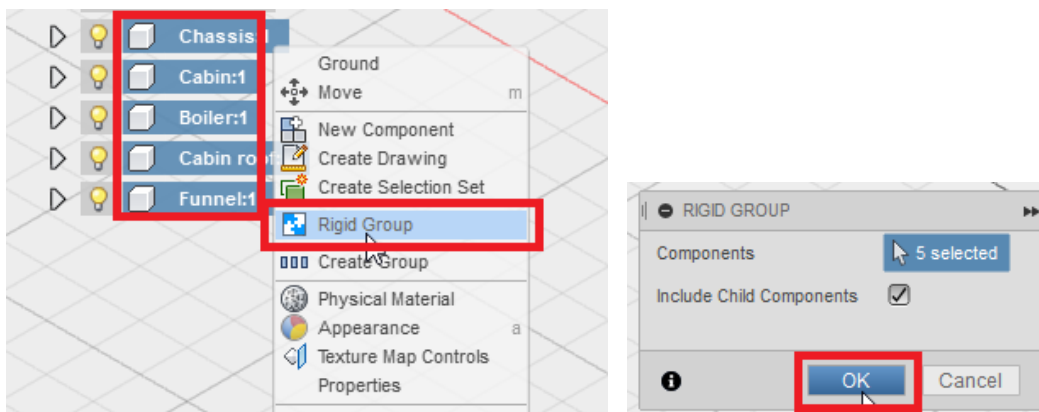 Chassis:1
Cabin:1
Boiler:1
Cabin roof:
Funnel:1
Ground
Move m
New Component
Create Drawing
Create Selection Set
Rigid Group
Create Group
Physical Material
Appearance a
Texture Map Controls
Properties
RIGID GROUP
Components 5 selected
Include Child Components
OK Cancel